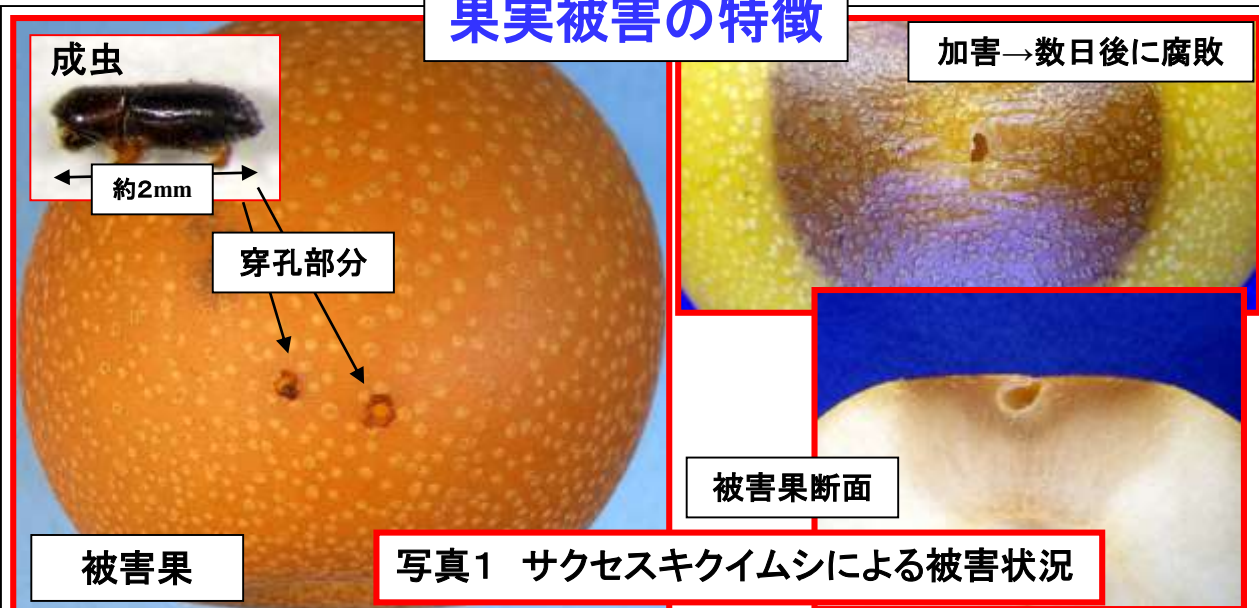 果実被害の特徴
成虫
約2mm
穿孔部分
被害果
加害→数日後に腐敗
被害果断面
写真1 サクセスキクイムシによる被害状況